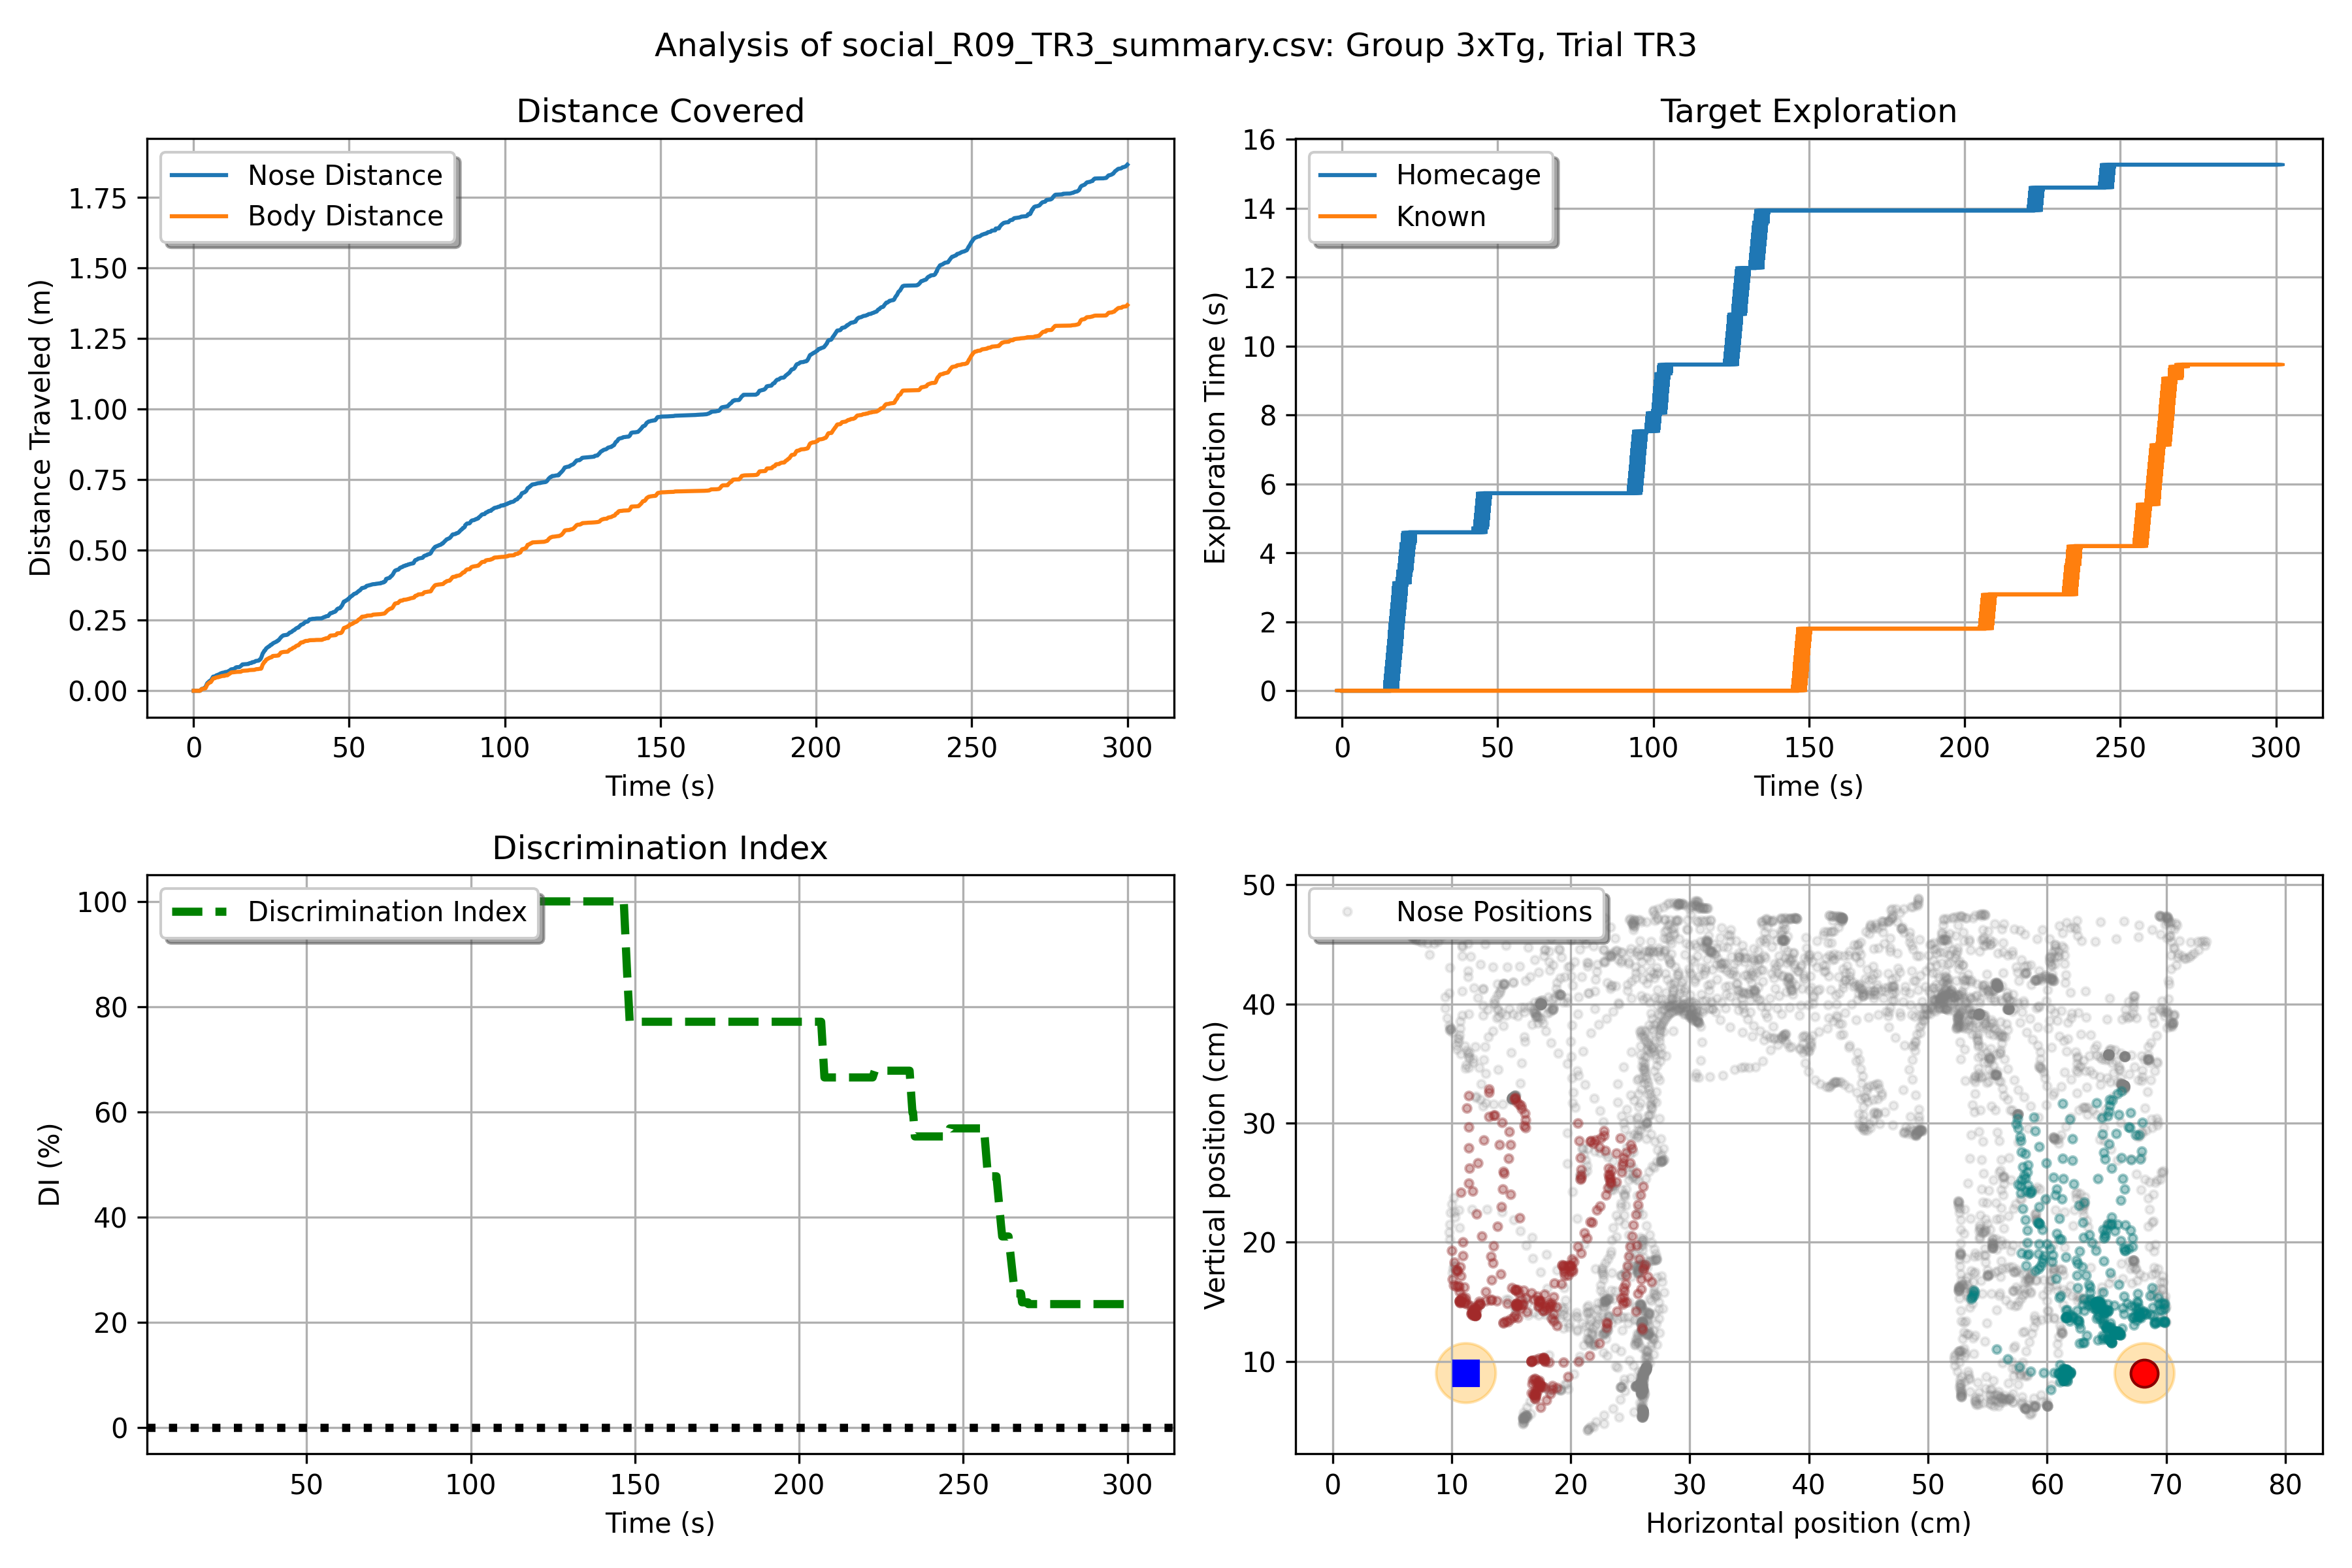 Analysis of social_R09_TR3_summary.csv: Group 3xTg, Trial TR3
Distance Covered
Nose Distance
Body Distance
1.75
1.50
1.25
1.00
0.75
0.50
0.25
0.00
Distance Traveled (m)
0 50 100 150 200 250 300
Time (s)
Target Exploration
Homecage
Known
16
14
12
10
8
6
4
2
0
Exploration Time (s)
0 50 100 150 200 250 300
Time (s)
Discrimination Index
Discrimination Index
100
80
60
40
20
0
DI (%)
50 100 150 200 250 300
Time (s)
Nose Positions
50
40
30
20
10
Vertical position (cm)
0 10 20 30 40 50 60 70 80
Horizontal position (cm)